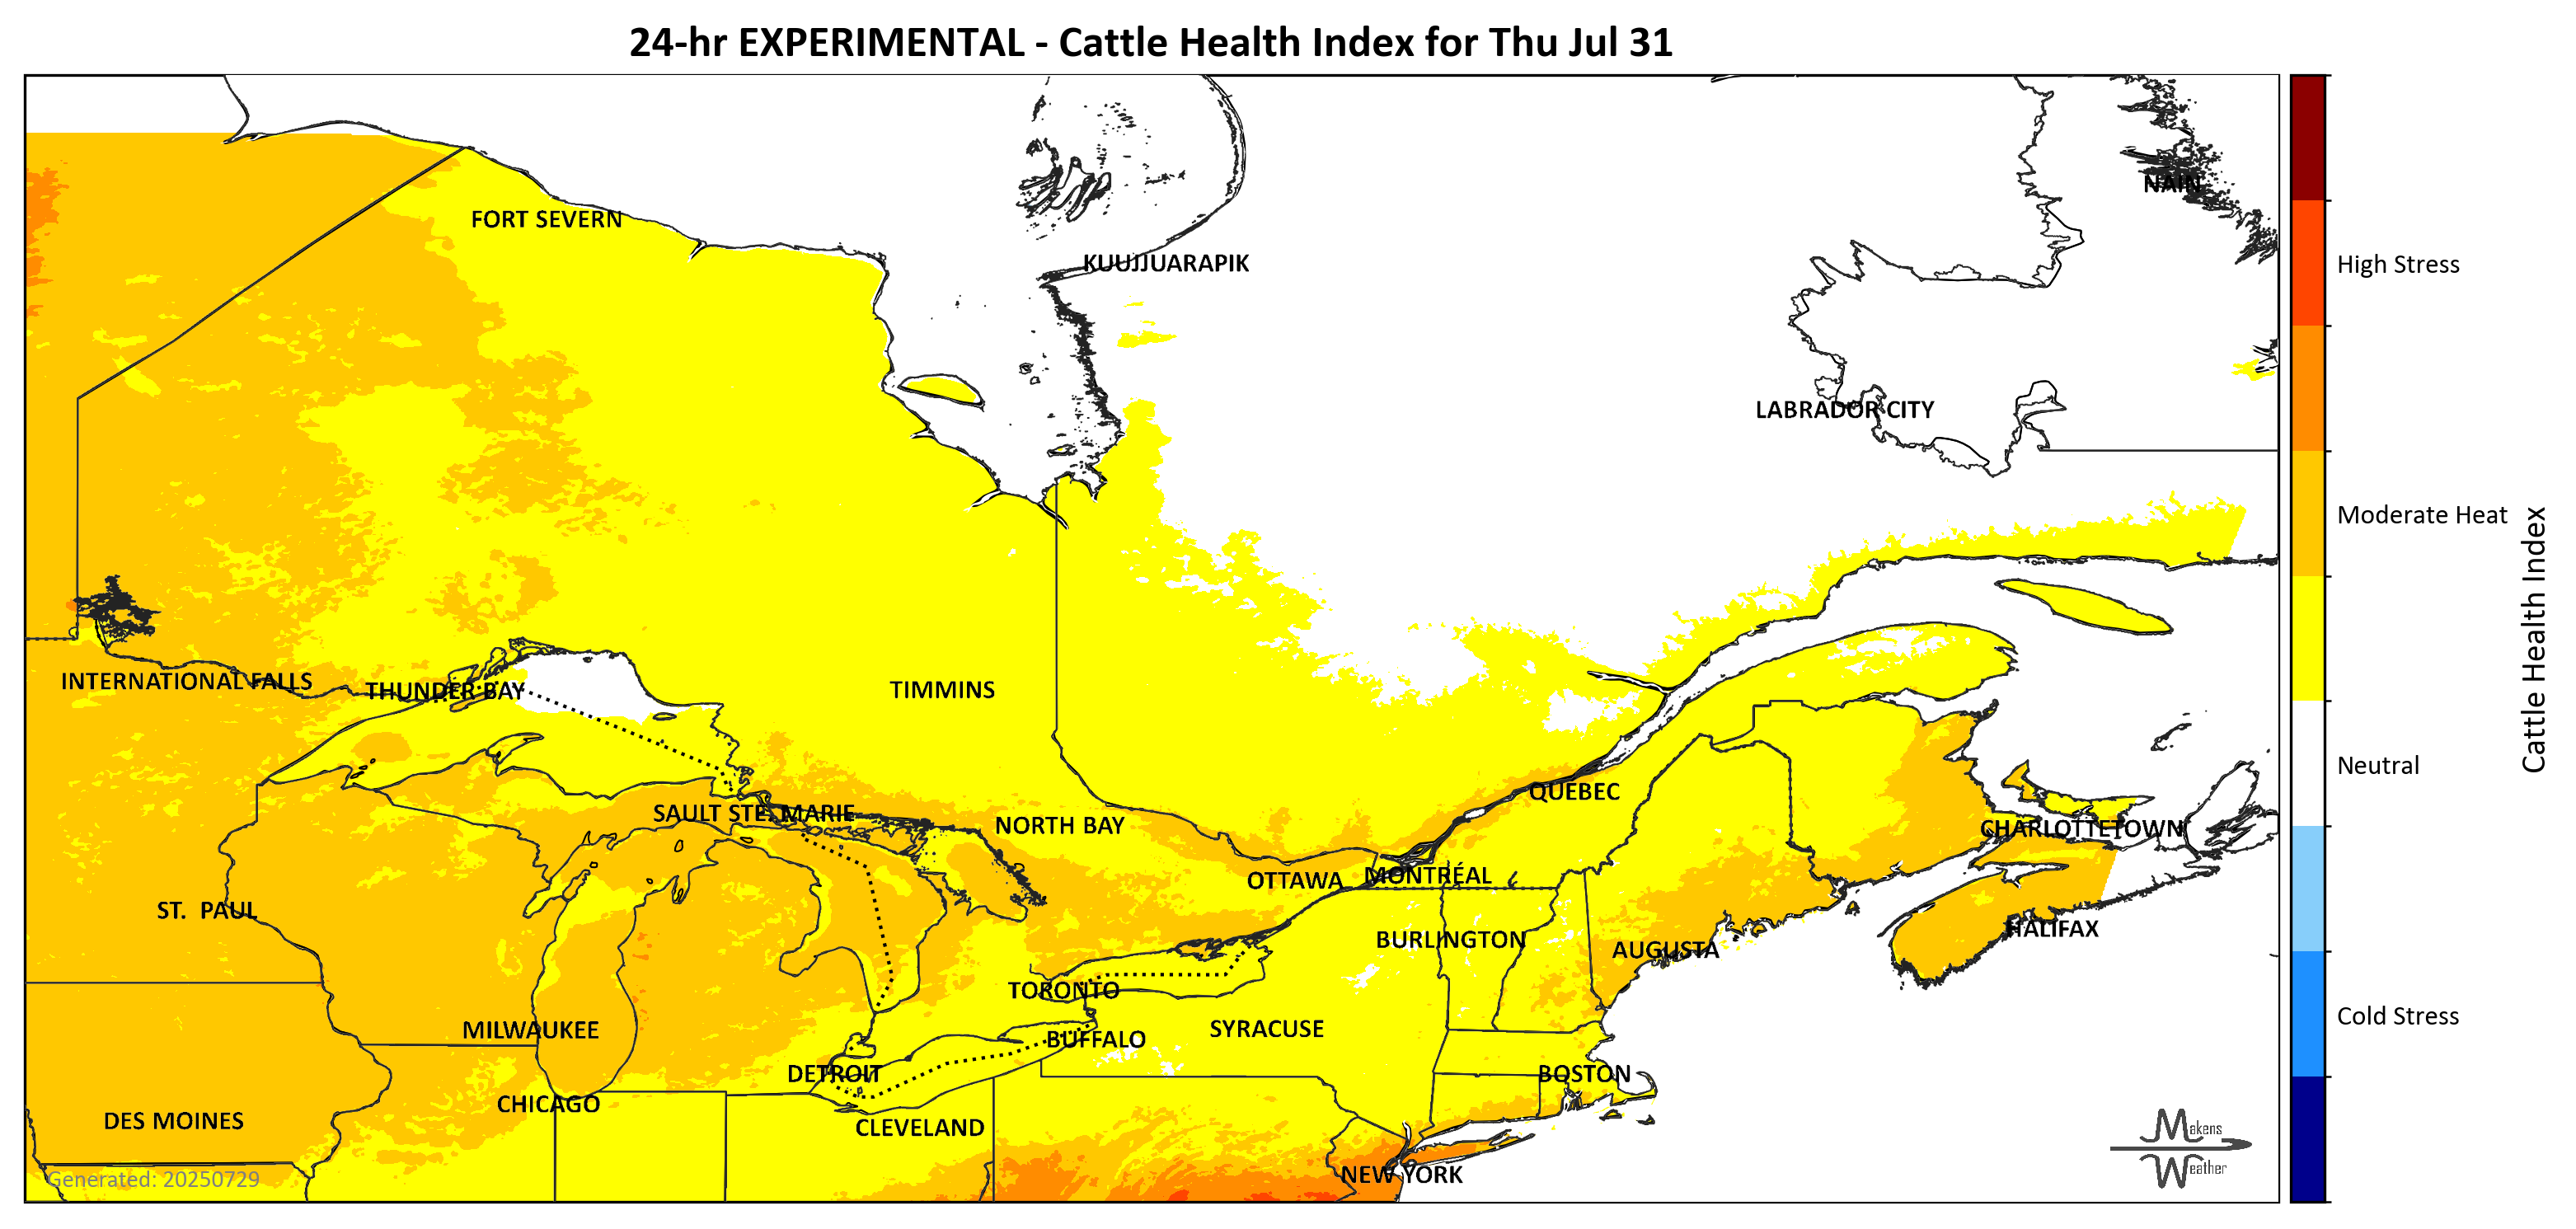 24-hr EXPERIMENTAL - Cattle Health Index for Thu Jul 31
NAIN
FORT SEVERN
KUUJJUARAPIK
High Stress
LABRADOR CITY
Moderate Heat
Cattle Health Index
INTERNATIONAL FALLS
THUNDER BAY
TIMMINS
Neutral
QUEBEC
SAULT STE. MARIE
NORTH BAY
CHARLOTTETOWN
OTTAWA
MONTRÉAL
ST. PAUL
HALIFAX
BURLINGTON
AUGUSTA
TORONTO
Cold Stress
MILWAUKEE
SYRACUSE
BUFFALO
DETROIT
BOSTON
CHICAGO
DES MOINES
CLEVELAND
Makens
Weather
NEW YORK
Generated: 20250729